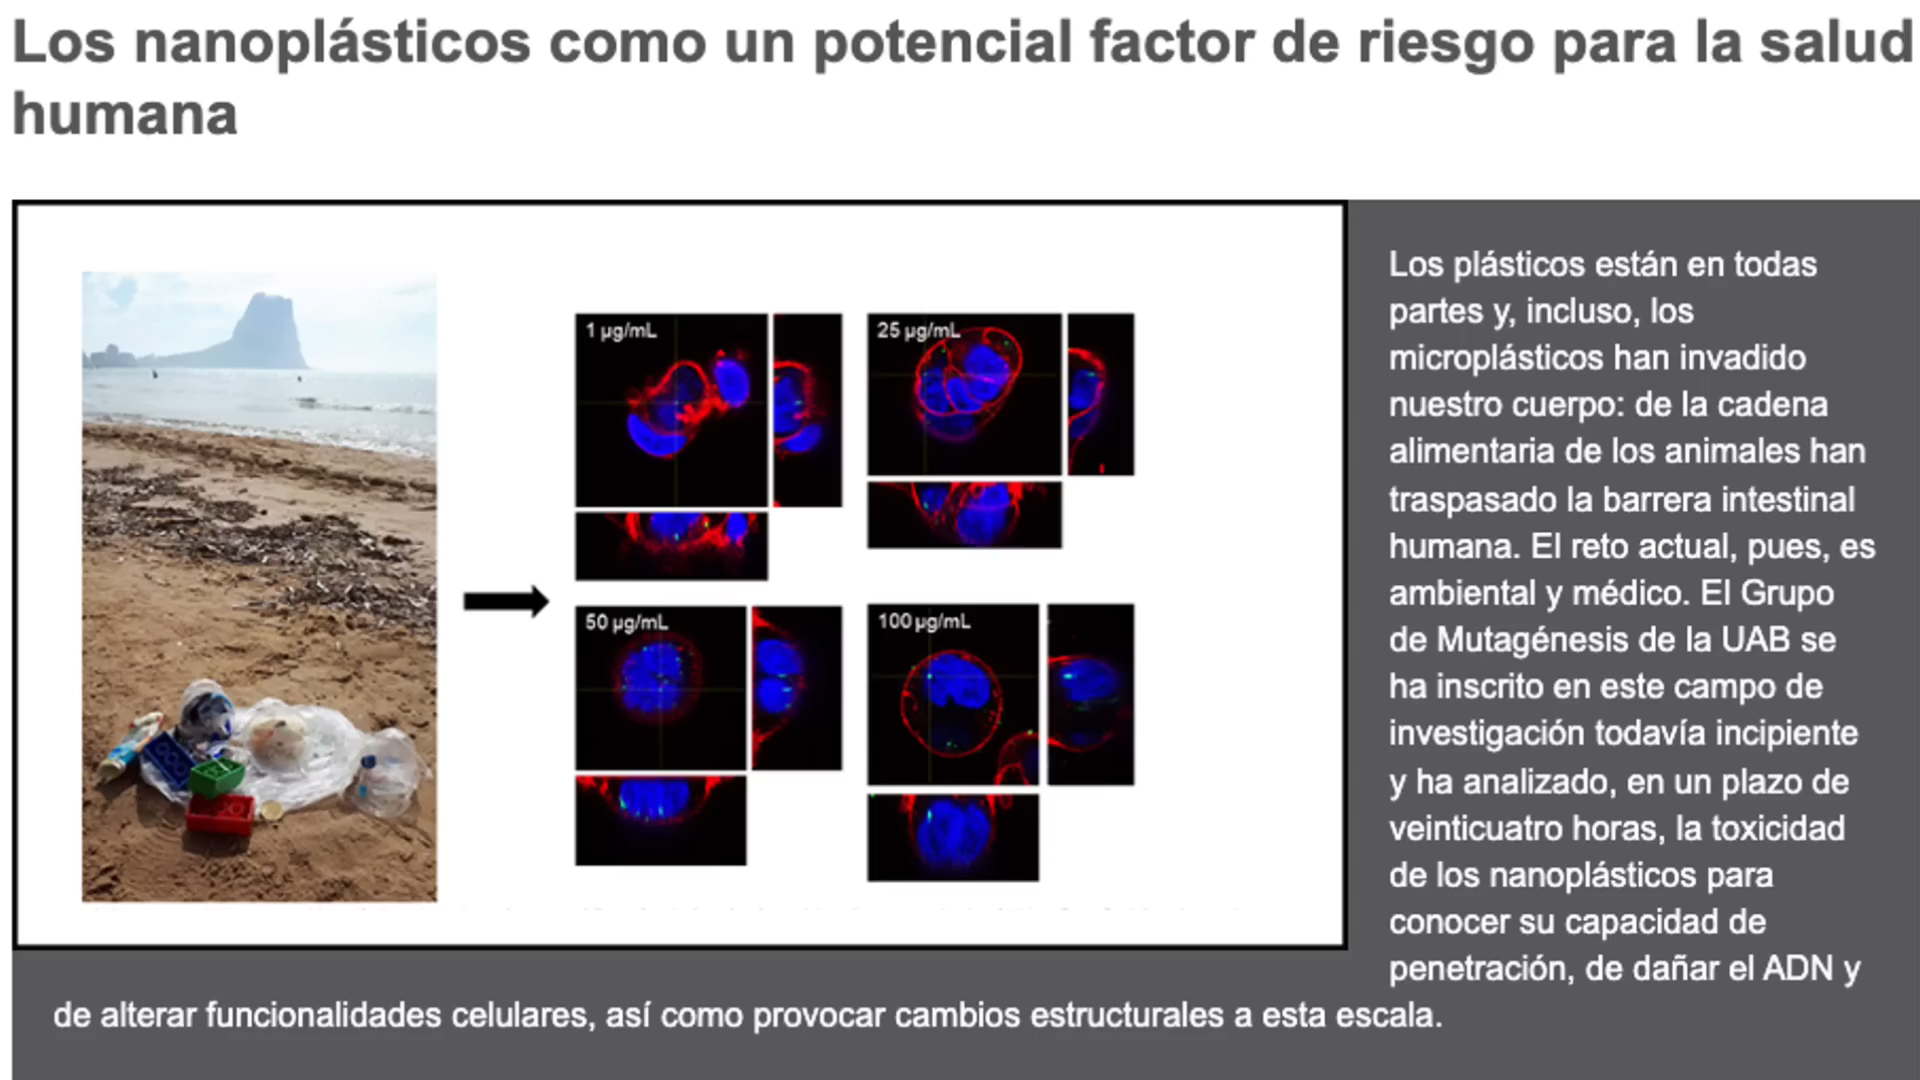 Los nanoplásticos como un potencial factor de riesgo para la salud
humana
1 µg/mL
25 µg/mL
50 µg/mL
100 µg/mL
Los plásticos están en todas
partes y, incluso, los
microplásticos han invadido
nuestro cuerpo: de la cadena
alimentaria de los animales han
traspasado la barrera intestinal
humana. El reto actual, pues, es
ambiental y médico. El Grupo
de Mutagénesis de la UAB se
ha inscrito en este campo de
investigación todavía incipiente
y ha analizado, en un plazo de
veinticuatro horas, la toxicidad
de los nanoplásticos para
conocer su capacidad de
penetración, de dañar el ADN y
de alterar funcionalidades celulares, así como provocar cambios estructurales a esta escala.